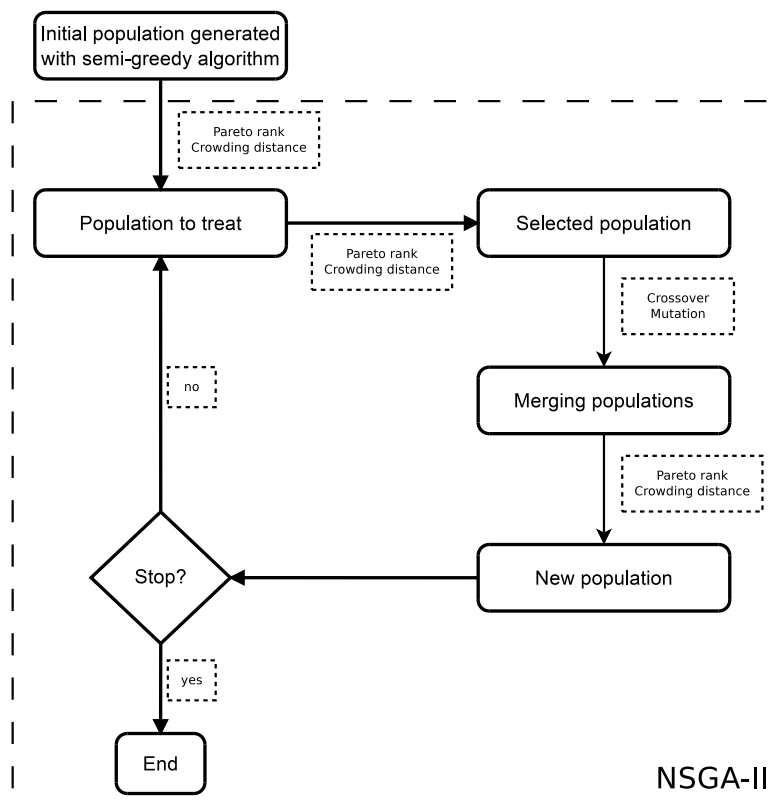 Initial population generated
with semi-greedy algorithm
Pareto rank
Crowding distance
Population to treat
Selected population
Pareto rank
Crowding distance
Crossover
Mutation
no
Merging populations
Pareto rank
Crowding distance
Stop?
New population
yes
End
NSGA-II